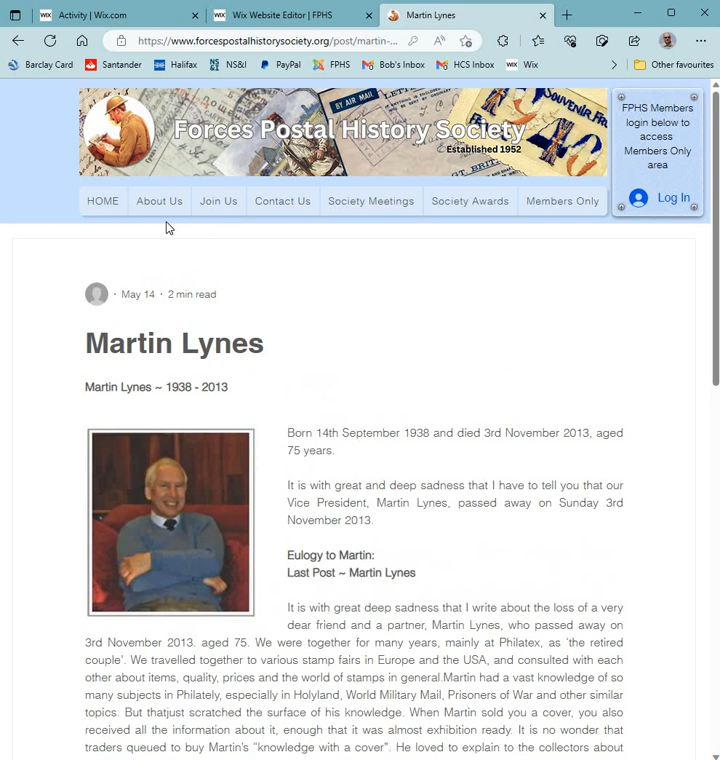 Activity | Wix.com
Wix Website Editor | FPHS
Martin Lynes
https://www.forcespostalhistorysociety.org/post/martin-...
Barclay Card
Santander
Halifax
NS&I
PayPal
FPHS
Bob's Inbox
HCS Inbox
Wix
Other favourites
BY AIR MAIL
SOUVENIR FR
Forces Postal History Society
Established 1952
FPHS Members
login below to
access
Members Only
area
Log In
HOME
About Us
Join Us
Contact Us
Society Meetings
Society Awards
Members Only
· May 14 · 2 min read
Martin Lynes
Martin Lynes ~ 1938 - 2013
Born 14th September 1938 and died 3rd November 2013, aged
75 years.
It is with great and deep sadness that I have to tell you that our
Vice President, Martin Lynes, passed away on Sunday 3rd
November 2013.
Eulogy to Martin:
Last Post ~ Martin Lynes
It is with great deep sadness that I write about the loss of a very
dear friend and a partner, Martin Lynes, who passed away on
3rd November 2013. aged 75. We were together for many years, mainly at Philatex, as 'the retired
couple'. We travelled together to various stamp fairs in Europe and the USA, and consulted with each
other about items, quality, prices and the world of stamps in general.Martin had a vast knowledge of so
many subjects in Philately, especially in Holyland, World Military Mail, Prisoners of War and other similar
topics. But thatjust scratched the surface of his knowledge. When Martin sold you a cover, you also
received all the information about it, enough that it was almost exhibition ready. It is no wonder that
traders queued to buy Martin's "knowledge with a cover". He loved to explain to the collectors about